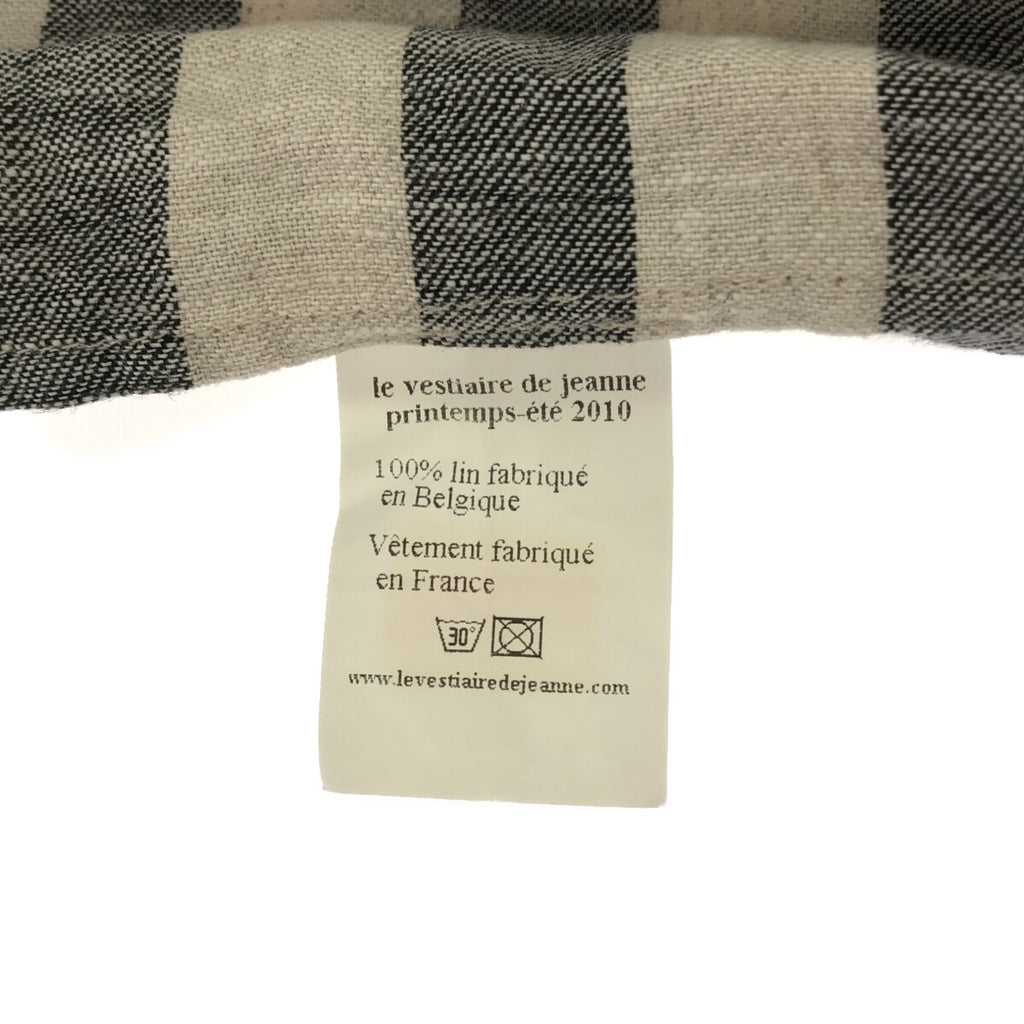 le vestiaire de jeanne
printemps-été 2010
100% lin fabriqué
en Belgique
Vêtement fabriqué
en France
30°
www.levestiairedejeanne.com